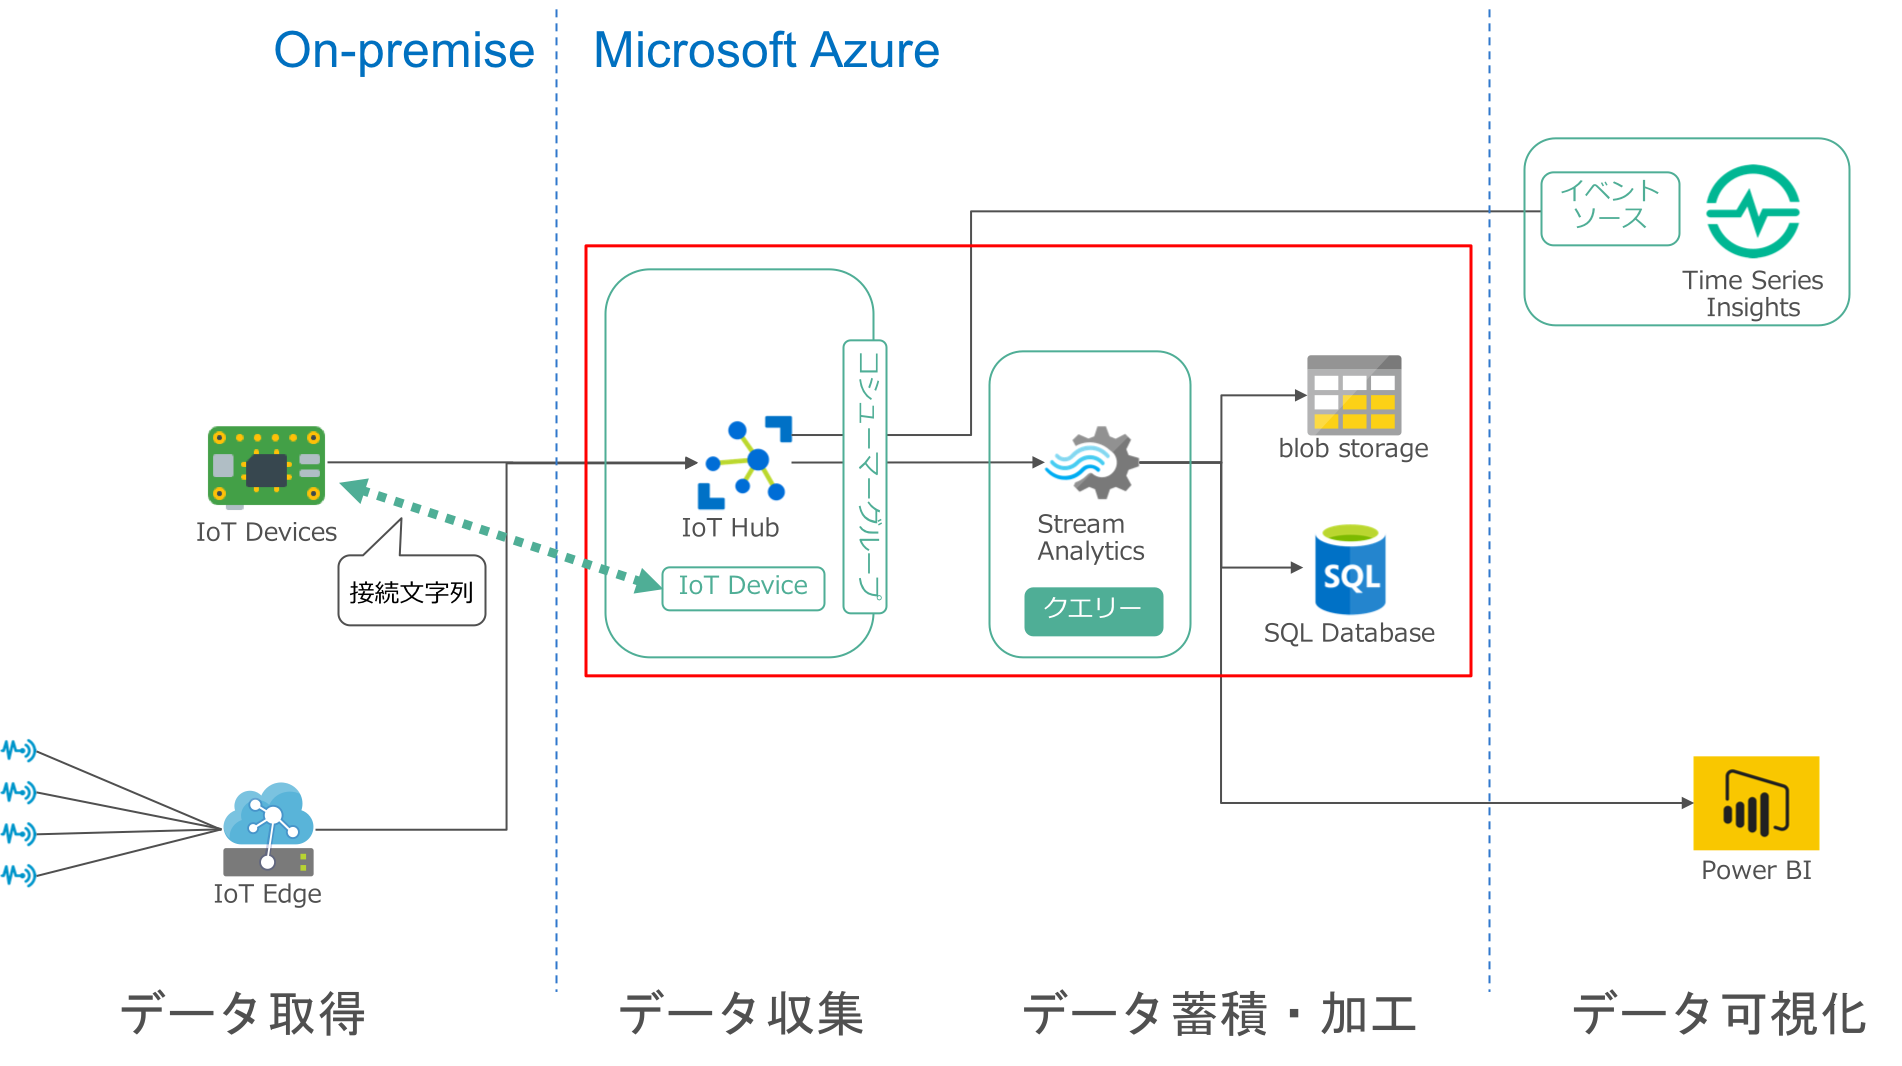 On-premise
Microsoft Azure
イベント
ソース
Time Series
Insights
コンシューマーグループ
blob storage
IoT Devices
IoT Hub
Stream
Analytics
接続文字列
IoT Device
クエリー
SQL
SQL Database
IoT Edge
Power BI
データ取得
データ収集
データ蓄積・加工
データ可視化